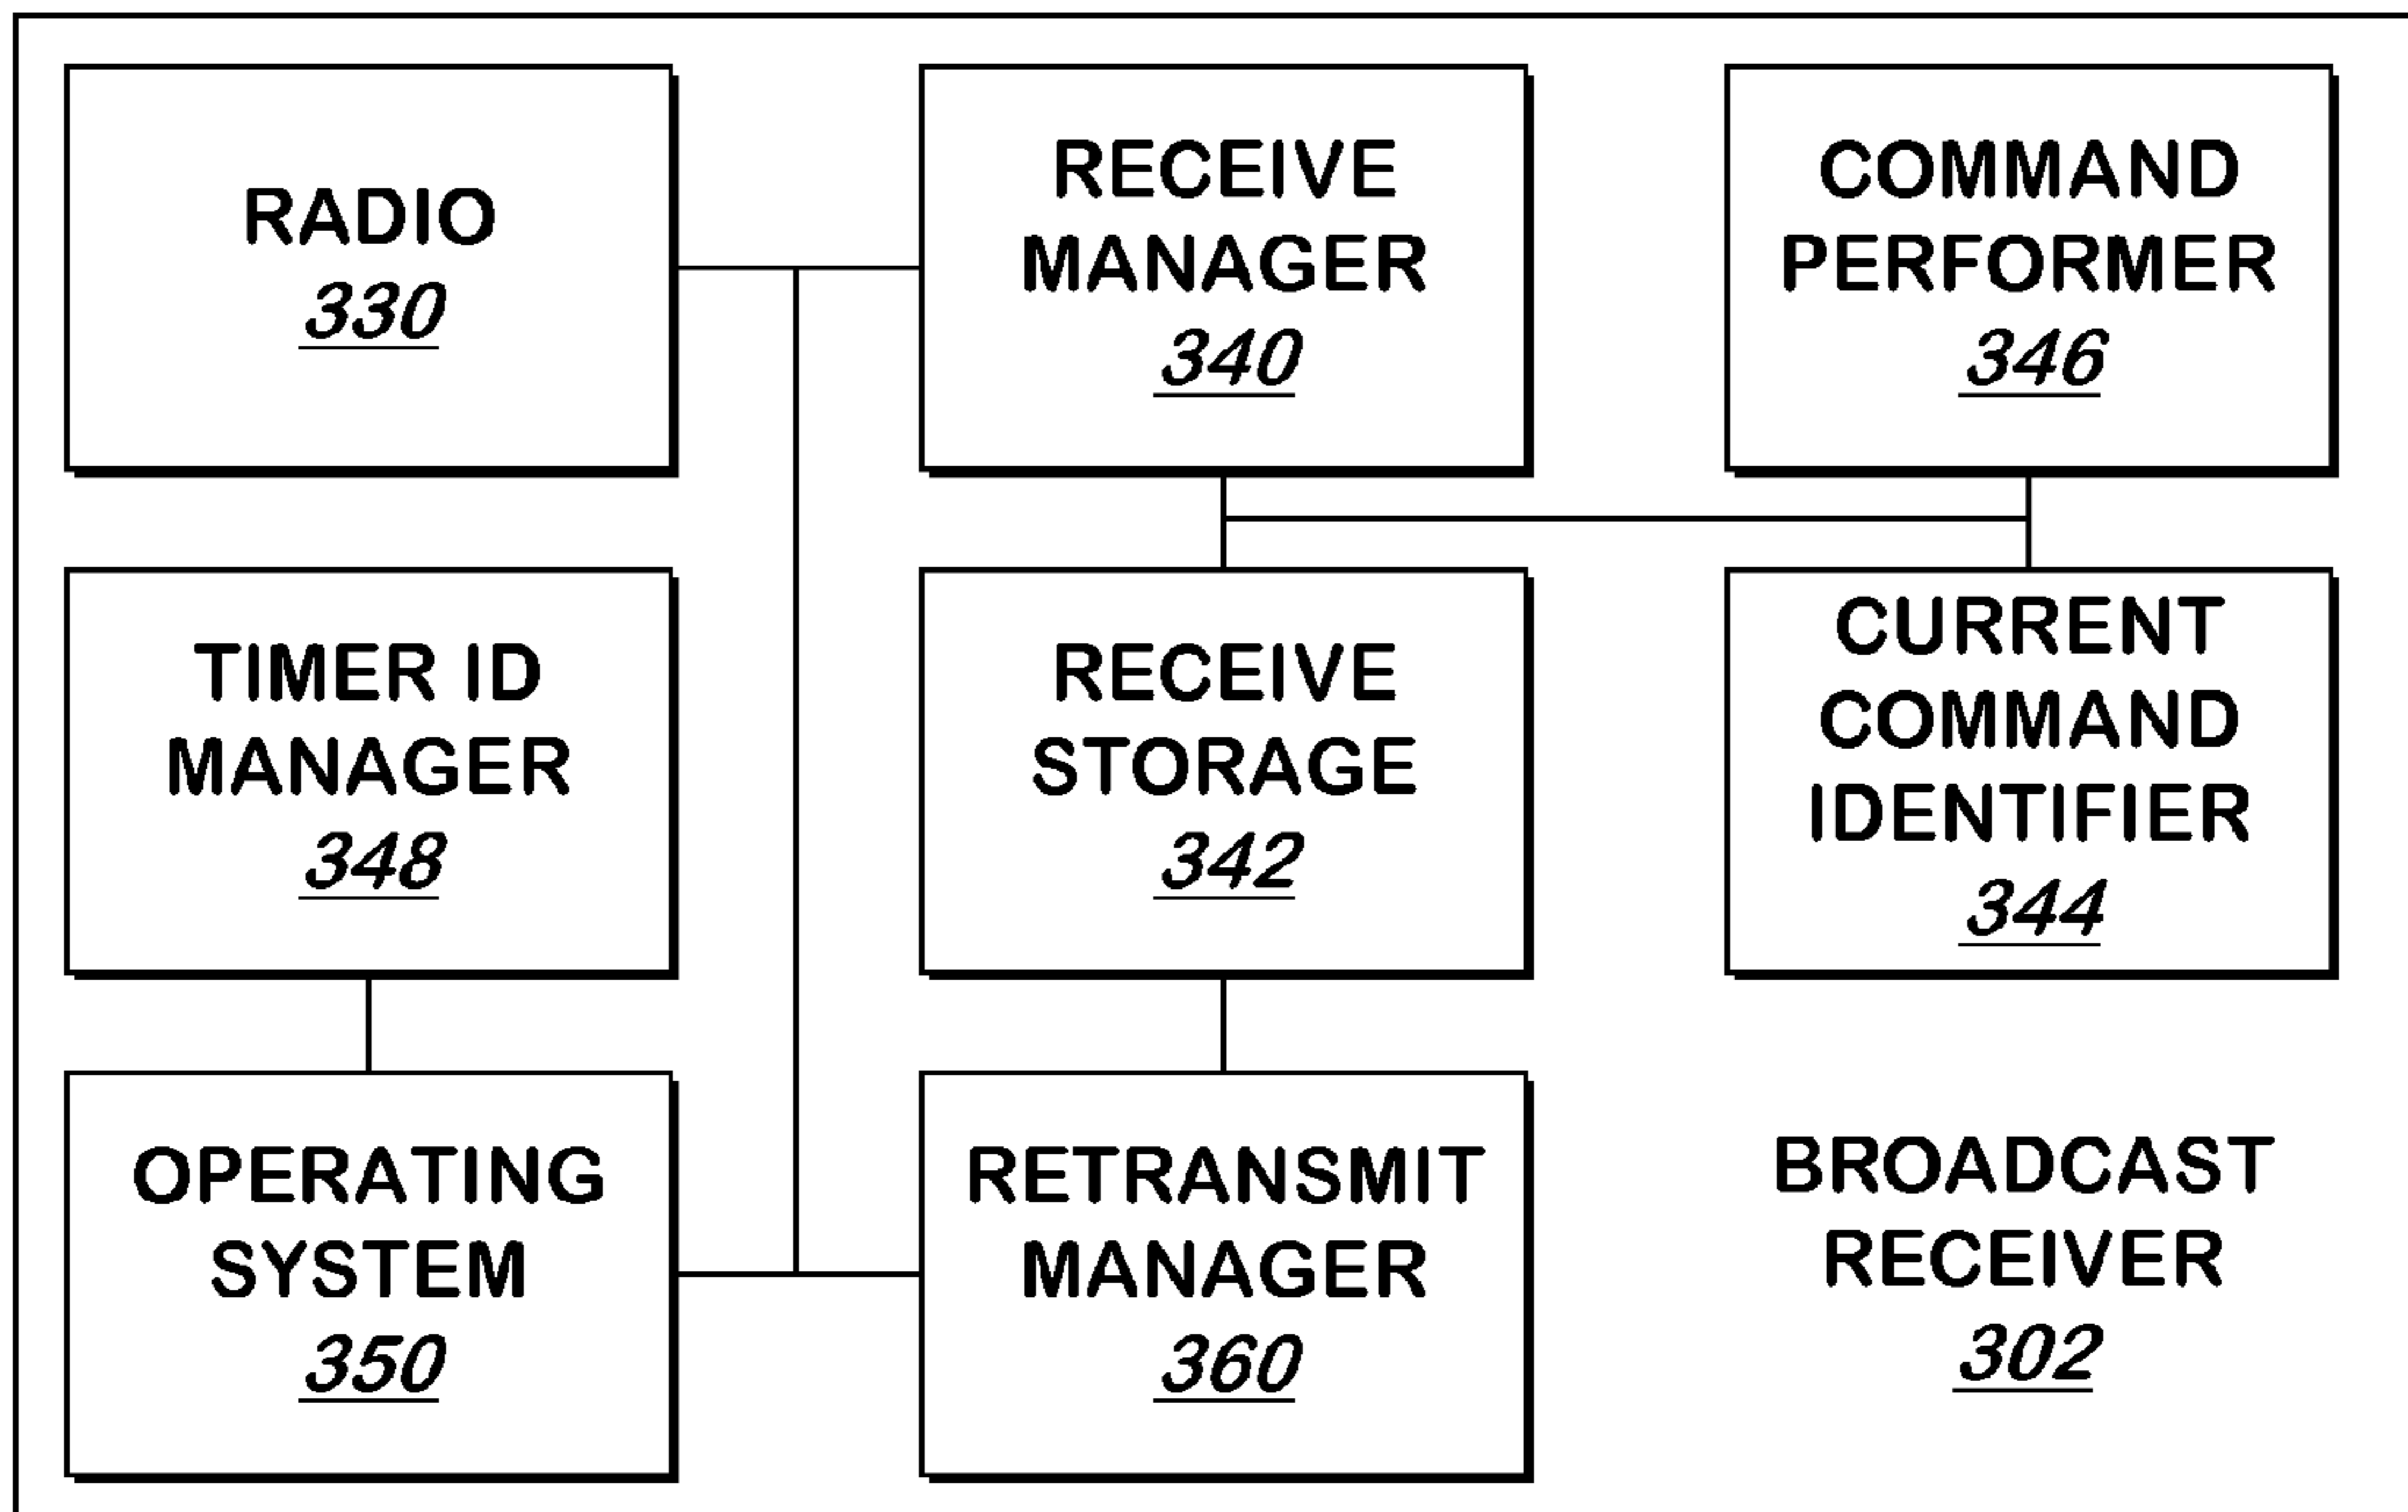 RADIO
330
RECEIVE
MANAGER
340
COMMAND
PERFORMER
346
TIMER ID
MANAGER
348
RECEIVE
STORAGE
342
CURRENT
COMMAND
IDENTIFIER
344
OPERATING
SYSTEM
350
RETRANSMIT
MANAGER
360
BROADCAST
RECEIVER
302